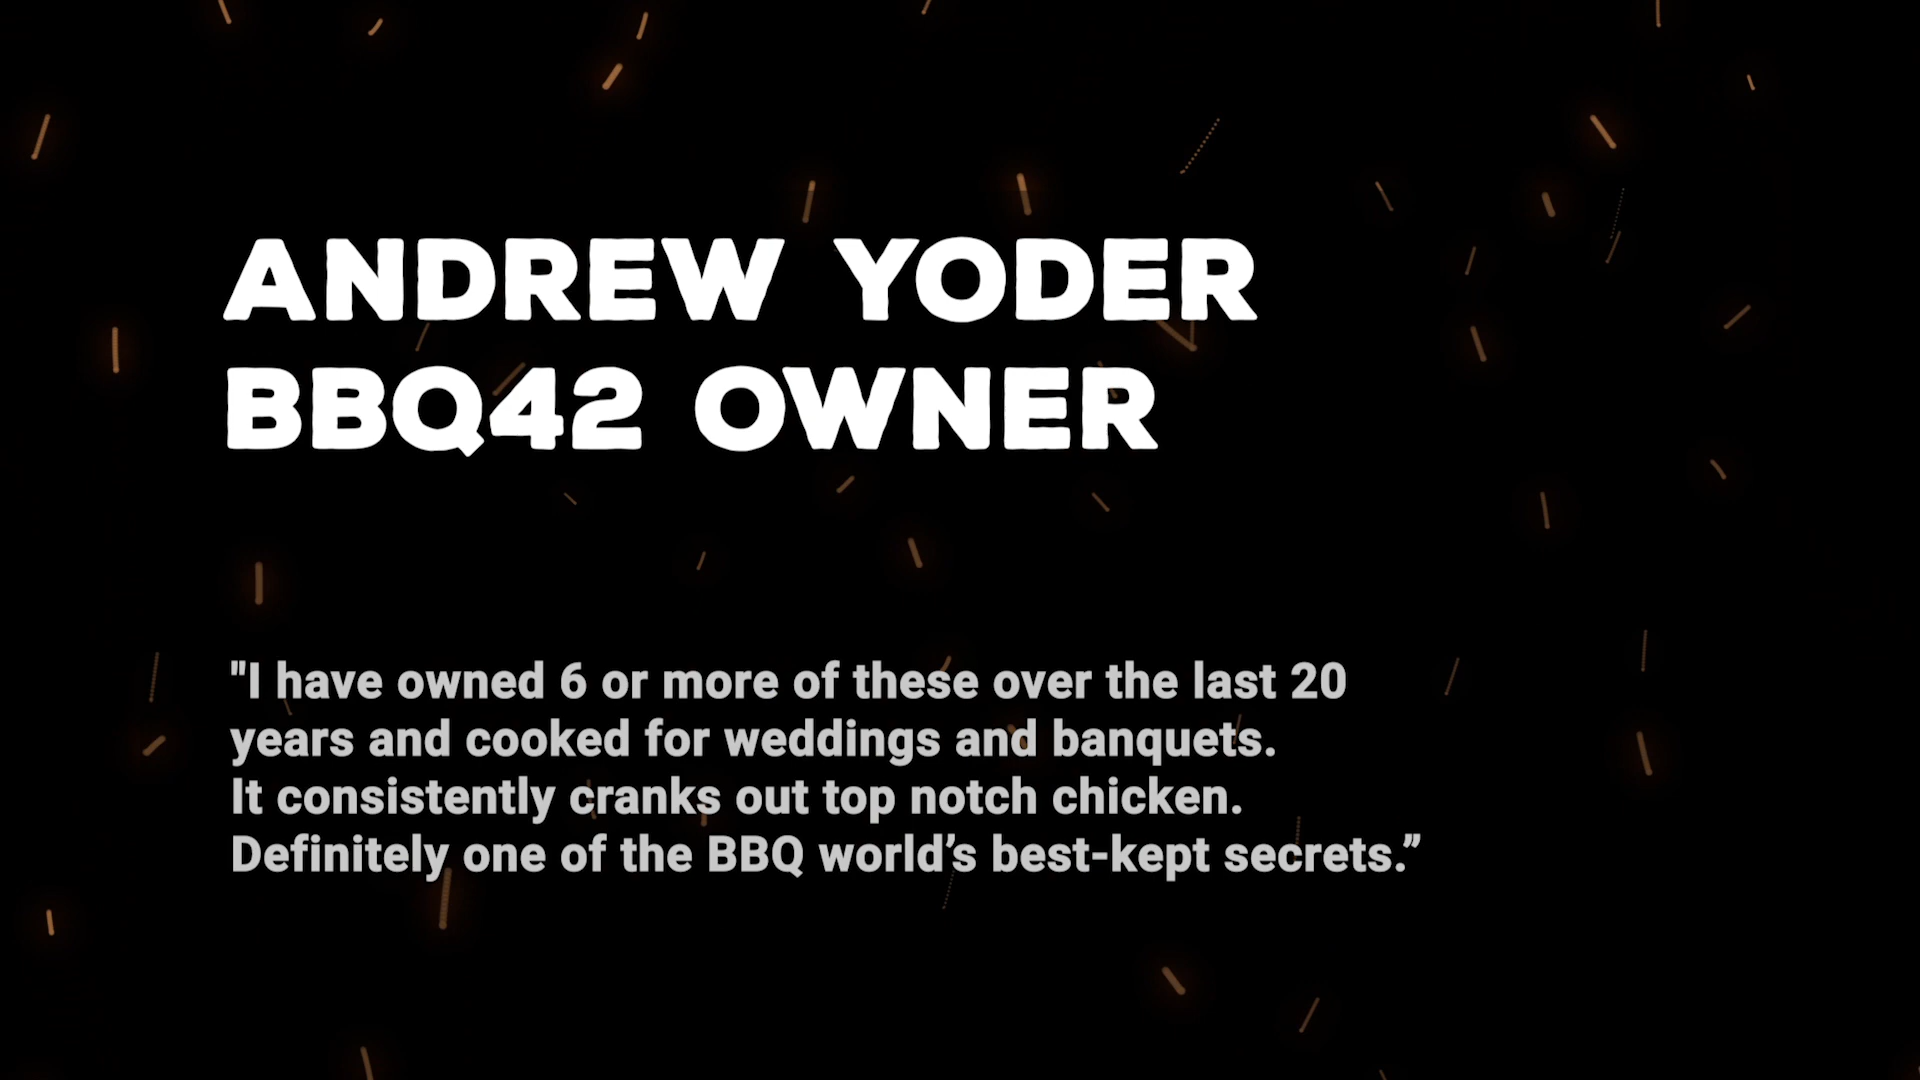 ANDREW YODER
BBQ42 OWNER
"I have owned 6 or more of these over the last 20
years and cooked for weddings and banquets.
It consistently cranks out top notch chicken.
Definitely one of the BBQ world’s best-kept secrets.”